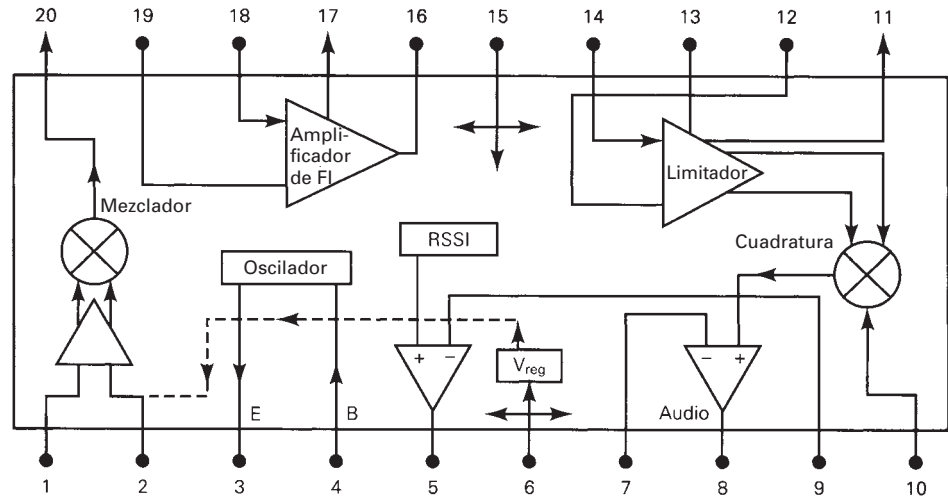 20 19 18 17 16 15 14 13 12 11
Ampli-
ficador
de FI
Limitador
Mezclador
RSSI
Cuadratura
Oscilador
+ −
− +
Vreg
E B
Audio
1 2 3 4 5 6 7 8 9 10